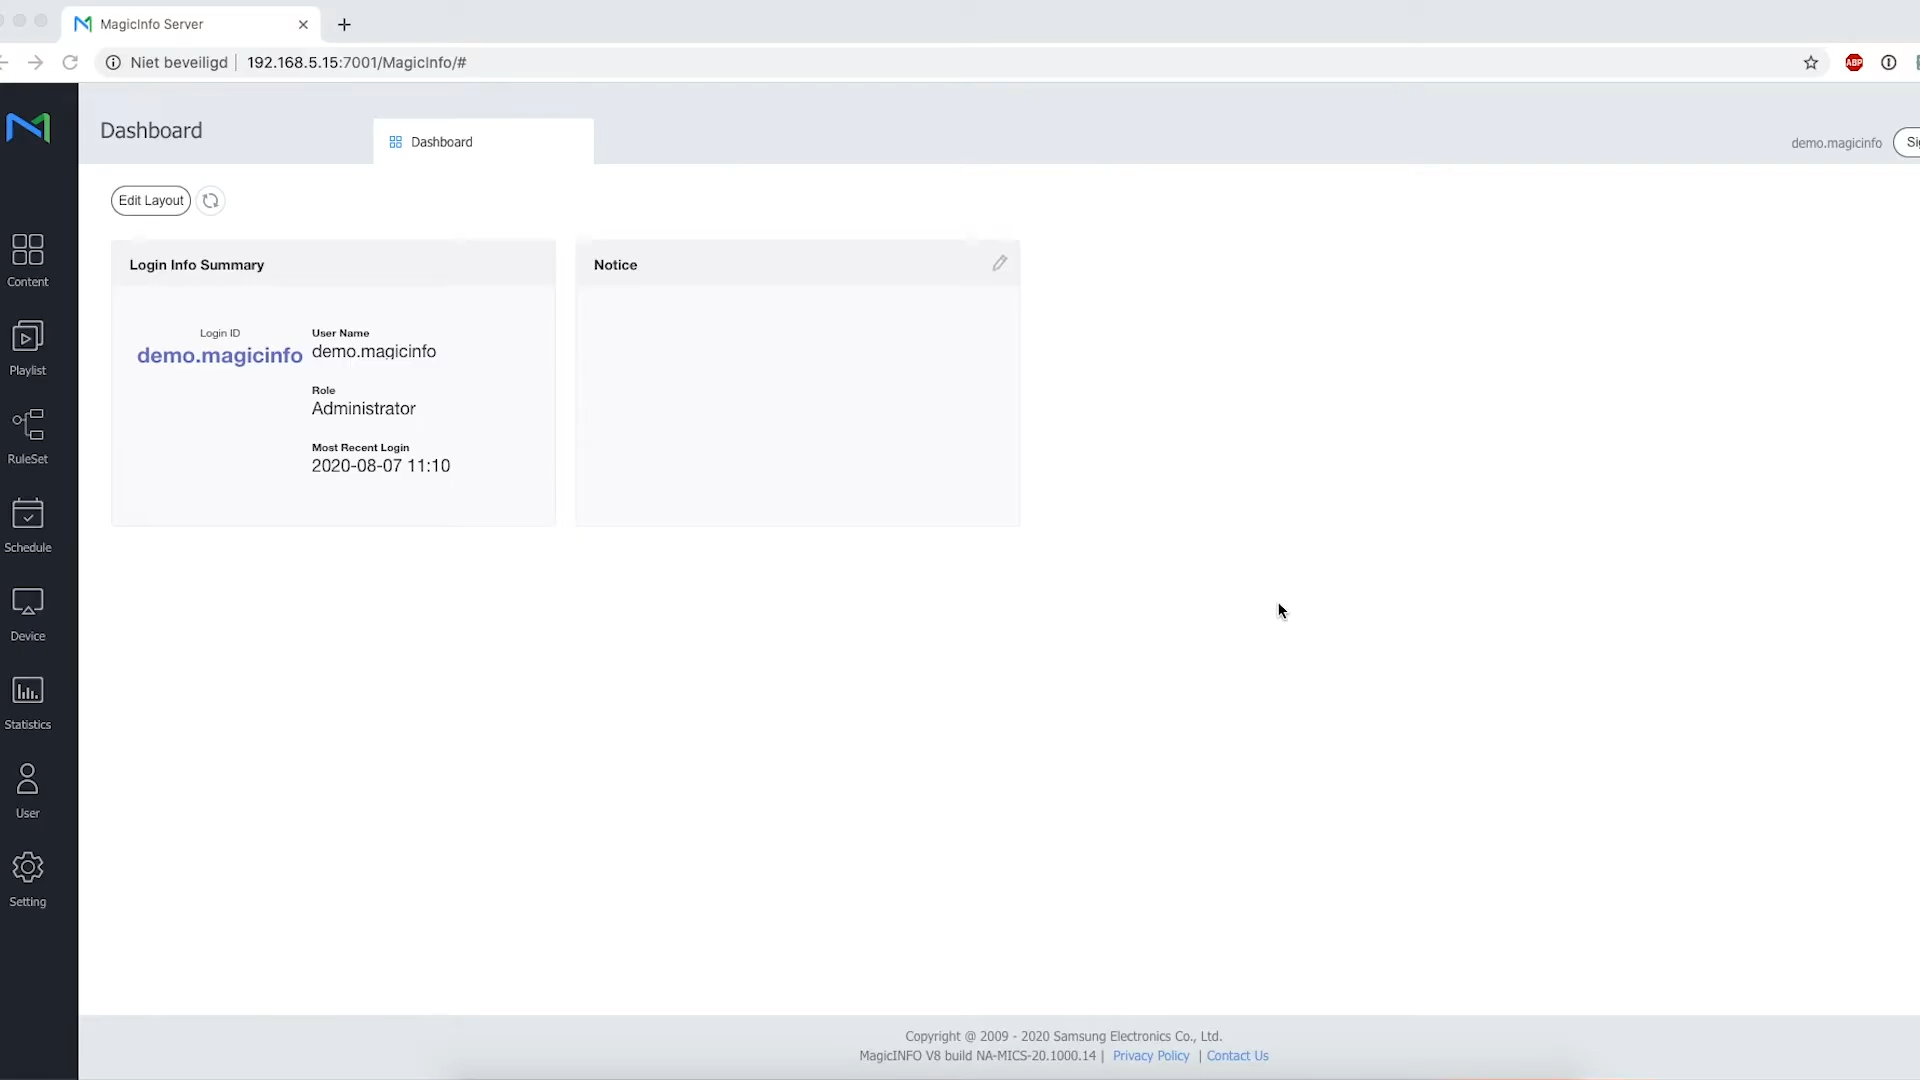 MagicInfo Server
Niet beveiligd
192.168.5.15:7001/MagicInfo/#
ABP
Dashboard
Dashboard
demo.magicinfo
Edit Layout
Login Info Summary
Notice
Login ID
demo.magicinfo
User Name
demo.magicinfo
Role
Administrator
Most Recent Login
2020-08-07 11:10
Content
Playlist
RuleSet
Schedule
Device
Statistics
User
Setting
Copyright @ 2009 - 2020 Samsung Electronics Co., Ltd.
MagicINFO V8 build NA-MICS-20.1000.14 | Privacy Policy | Contact Us